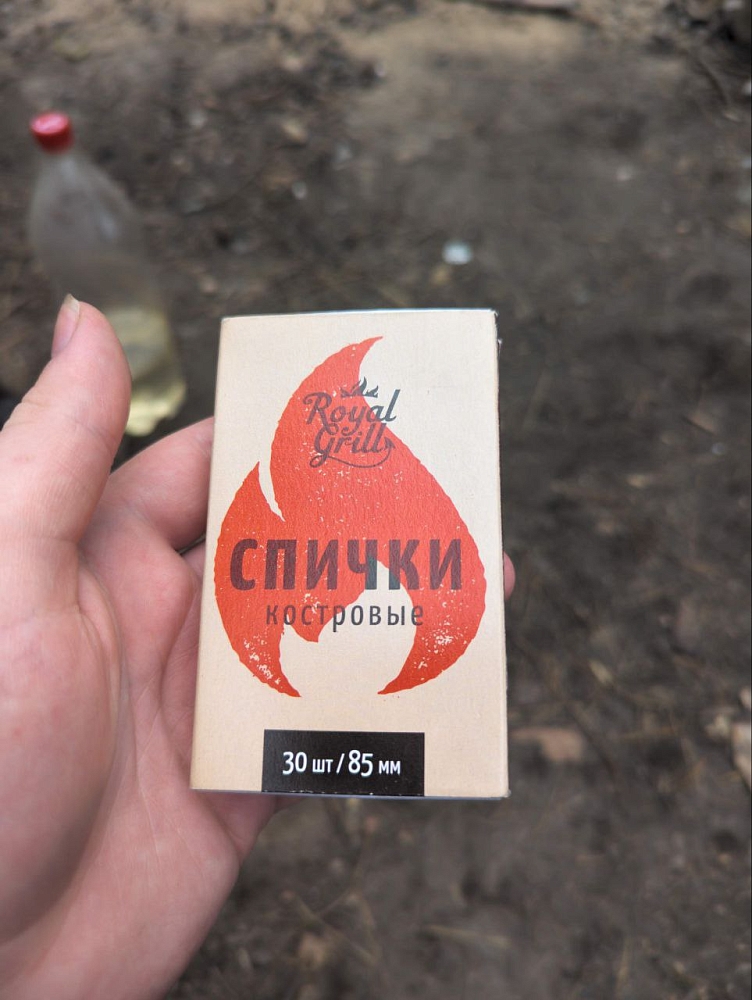 Royal
Grill
СПИЧКИ
костровые
30 шт / 85 мм